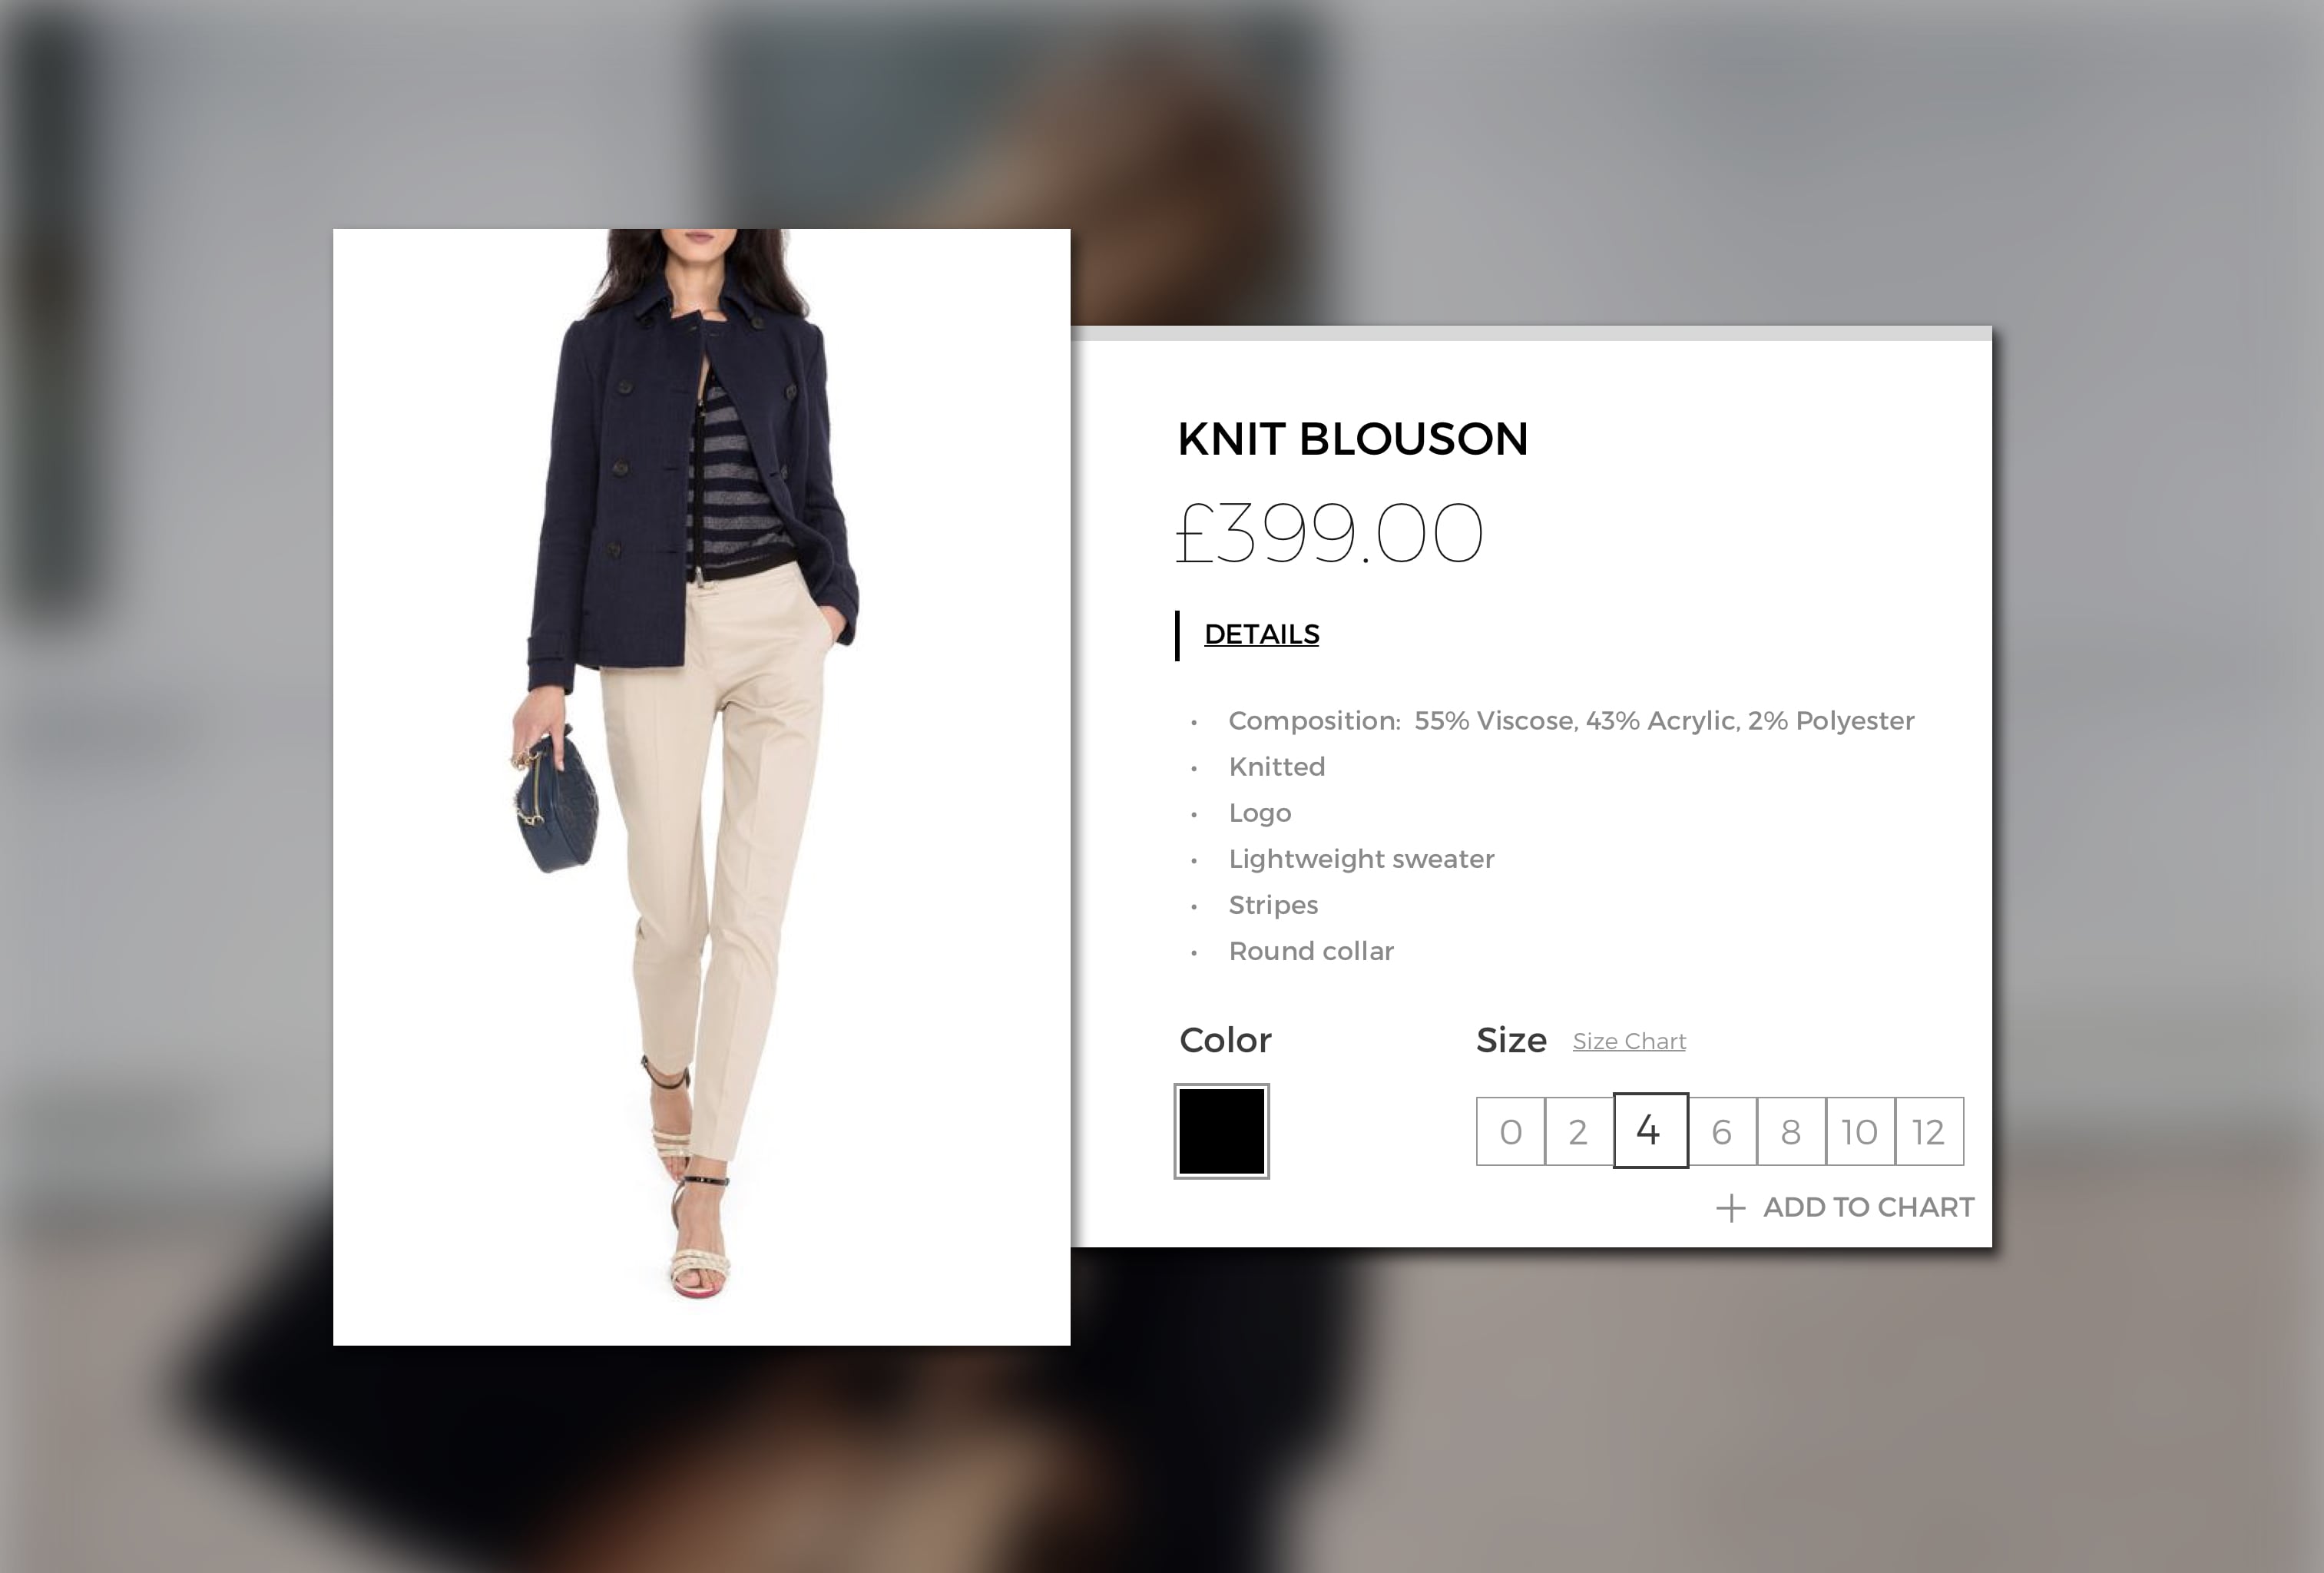 KNIT BLOUSON
£399.00
DETAILS
• Composition: 55% Viscose, 43% Acrylic, 2% Polyester
• Knitted
• Logo
• Lightweight sweater
• Stripes
• Round collar
Color
Size Size Chart
0 2 4 6 8 10 12
+ ADD TO CHART